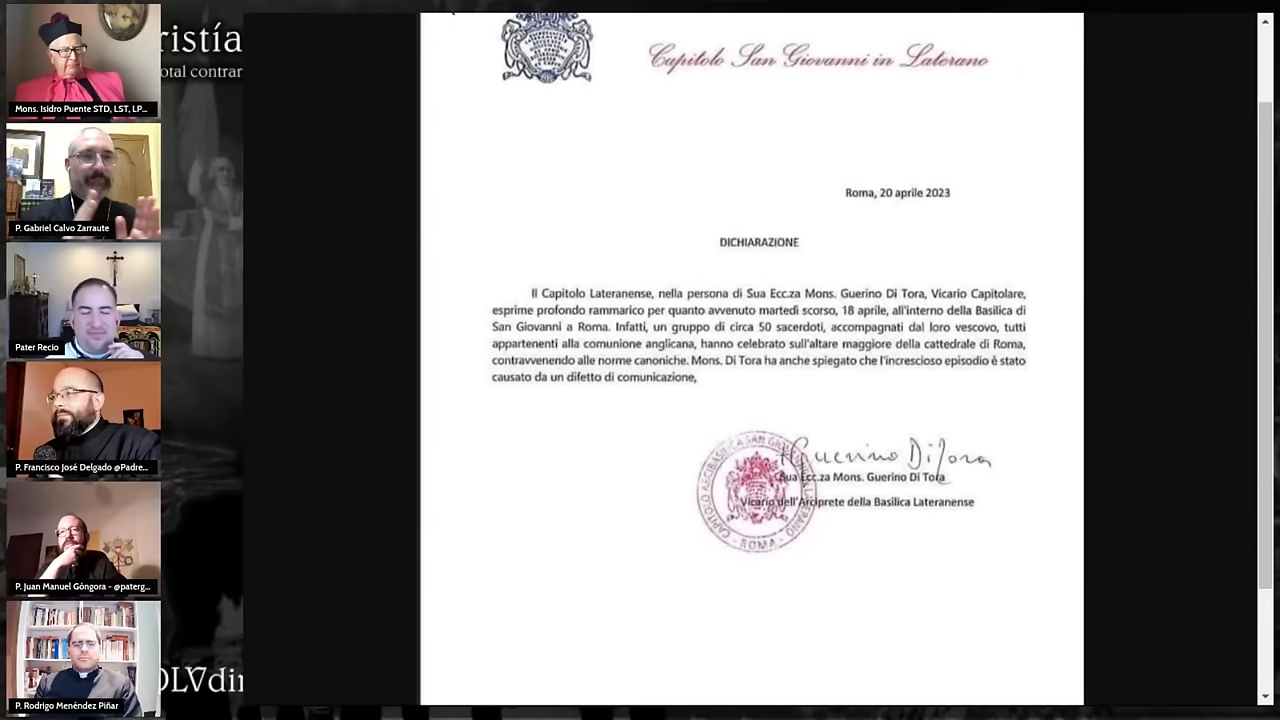 ristía
otal contrar
Mons. Isidro Puente STD, LST, LP...
P. Gabriel Calvo Zarraute
Pater Recio
P. Francisco José Delgado @Padre...
P. Juan Manuel Góngora - @paterg...
P. Rodrigo Menéndez Piñar
DLVdir
Capitolo San Giovanni in Laterano
Roma, 20 aprile 2023
DICHIARAZIONE
Il Capitolo Lateranense, nella persona di Sua Ecc.za Mons. Guerino Di Tora, Vicario Capitolare,
esprime profondo rammarico per quanto avvenuto martedì scorso, 18 aprile, all'interno della Basilica di
San Giovanni a Roma. Infatti, un gruppo di circa 50 sacerdoti, accompagnati dal loro vescovo, tutti
appartenenti alla comunione anglicana, hanno celebrato sull'altare maggiore della cattedrale di Roma,
contravvenendo alle norme canoniche. Mons. Di Tora ha anche spiegato che l'increscioso episodio è stato
causato da un difetto di comunicazione,
Guerino Di Tora
Sua Ecc.za Mons. Guerino Di Tora
Vicario dell'Arciprete della Basilica Lateranense
CAPITOLO ARCIBASILICA SAN GIOVANNI LATERANO
- ROMA -